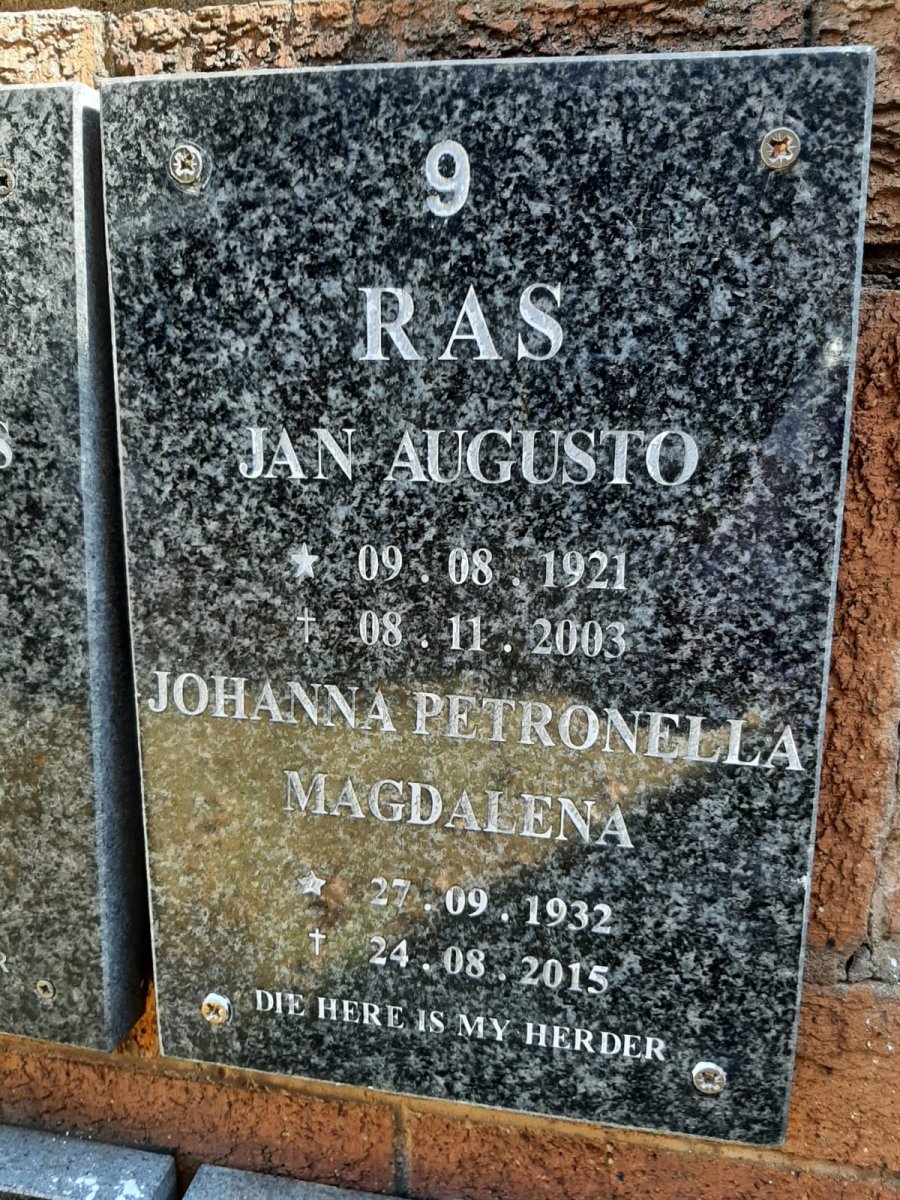 9
RAS
JAN AUGUSTO
★ 09 . 08 . 1921
† 08 . 11 . 2003
JOHANNA PETRONELLA
MAGDALENA
★ 27 . 09 . 1932
† 24 . 08 . 2015
DIE HERE IS MY HERDER